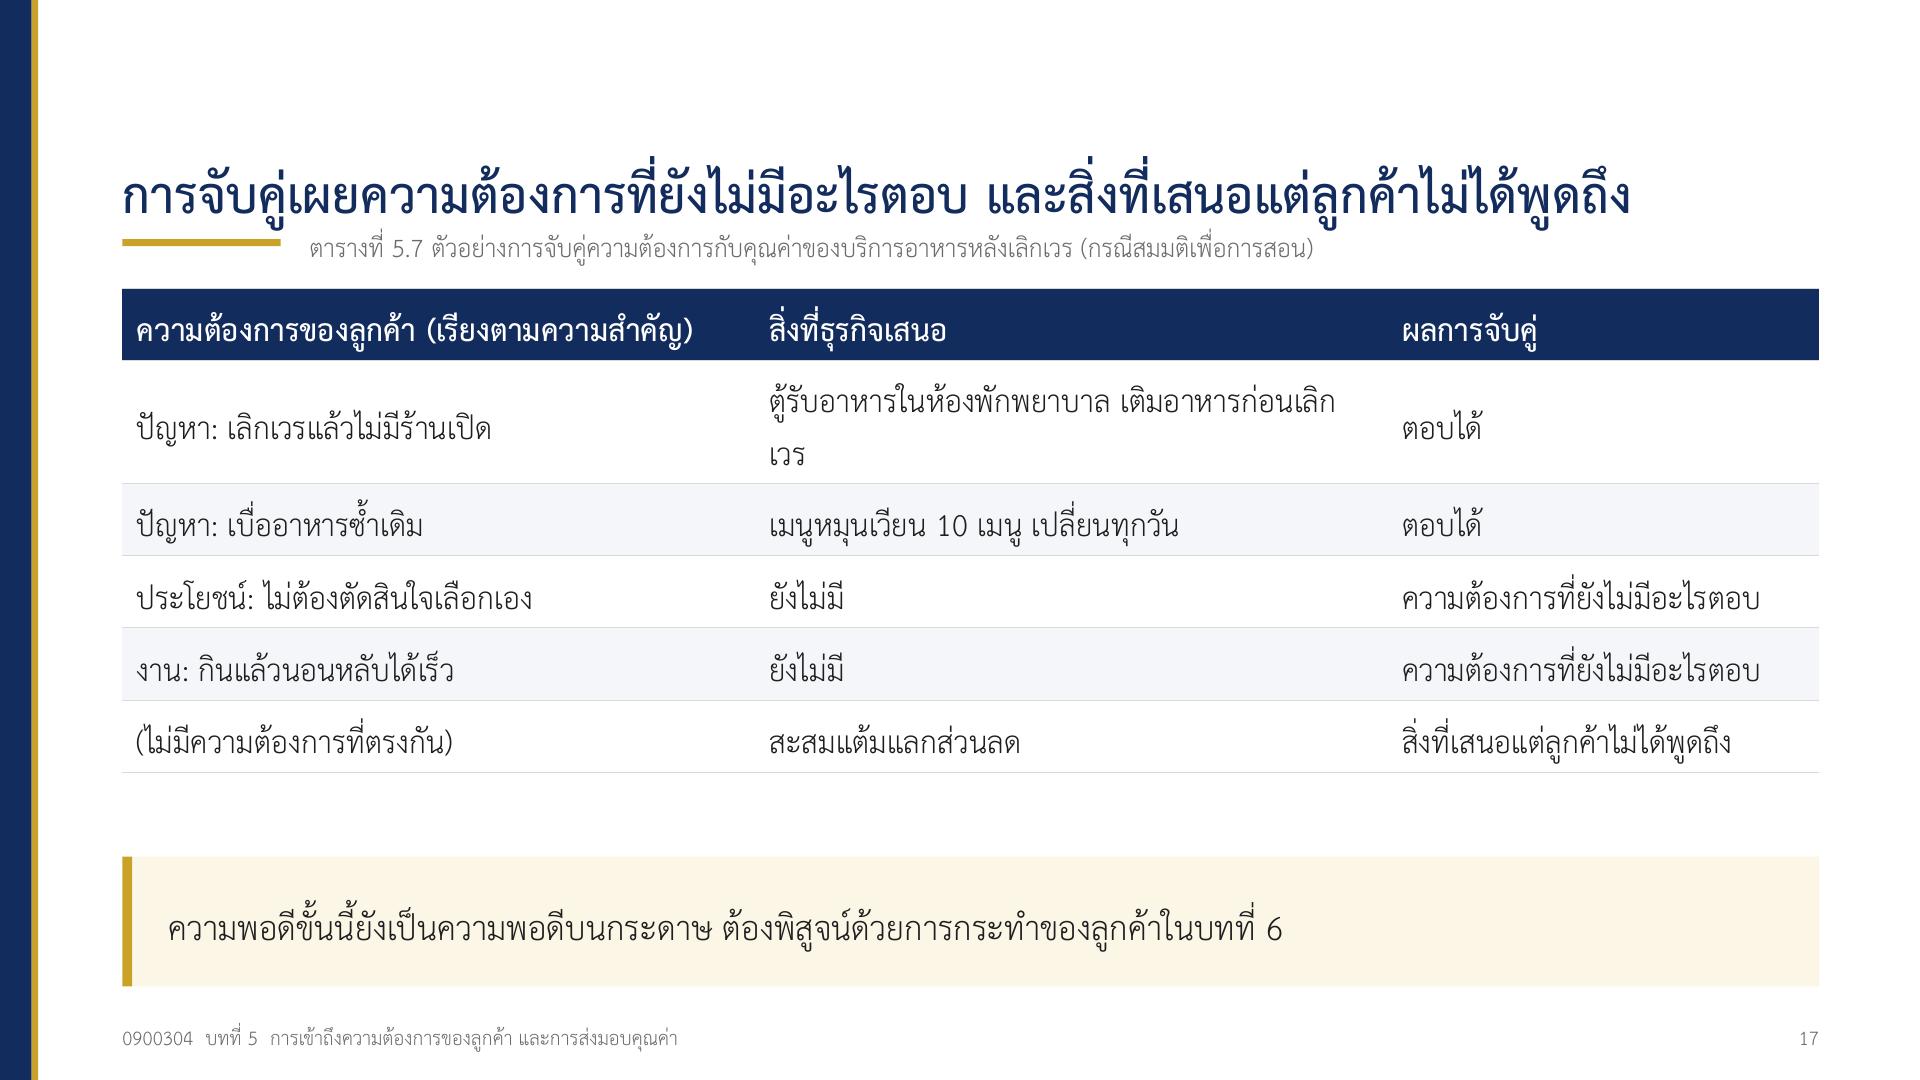 การจับคู่เผยความต้องการที่ยังไม่มีอะไรตอบ และสิ่งที่เสนอแต่ลูกค้าไม่ได้พูดถึง
ตารางที่ 5.7 ตัวอย่างการจับคู่ความต้องการกับคุณค่าของบริการอาหารหลังเลิกเวร (กรณีสมมติเพื่อการสอน)
ความต้องการของลูกค้า (เรียงตามความสำคัญ) สิ่งที่ธุรกิจเสนอ ผลการจับคู่
ปัญหา: เลิกเวรแล้วไม่มีร้านเปิด ตู้รับอาหารในห้องพักพยาบาล เติมอาหารก่อนเลิก
เวร ตอบได้
ปัญหา: เบื่ออาหารซ้ำเดิม เมนูหมุนเวียน 10 เมนู เปลี่ยนทุกวัน ตอบได้
ประโยชน์: ไม่ต้องตัดสินใจเลือกเอง ยังไม่มี ความต้องการที่ยังไม่มีอะไรตอบ
งาน: กินแล้วนอนหลับได้เร็ว ยังไม่มี ความต้องการที่ยังไม่มีอะไรตอบ
(ไม่มีความต้องการที่ตรงกัน) สะสมแต้มแลกส่วนลด สิ่งที่เสนอแต่ลูกค้าไม่ได้พูดถึง
ความพอดีขั้นนี้ยังเป็นความพอดีบนกระดาษ ต้องพิสูจน์ด้วยการกระทำของลูกค้าในบทที่ 6
0900304 บทที่ 5 การเข้าถึงความต้องการของลูกค้า และการส่งมอบคุณค่า 17